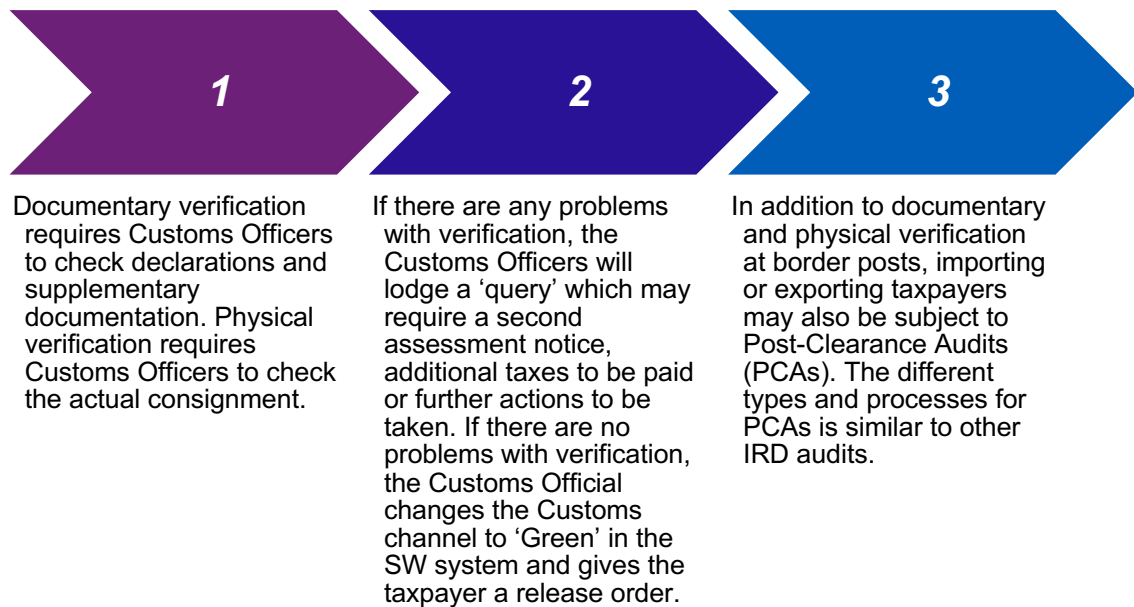 1
Documentary verification
requires Customs Officers
to check declarations and
supplementary
documentation. Physical
verification requires
Customs Officers to check
the actual consignment.
2
If there are any problems
with verification, the
Customs Officers will
lodge a ‘query’ which may
require a second
assessment notice,
additional taxes to be paid
or further actions to be
taken. If there are no
problems with verification,
the Customs Official
changes the Customs
channel to ‘Green’ in the
SW system and gives the
taxpayer a release order.
3
In addition to documentary
and physical verification
at border posts, importing
or exporting taxpayers
may also be subject to
Post-Clearance Audits
(PCAs). The different
types and processes for
PCAs is similar to other
IRD audits.